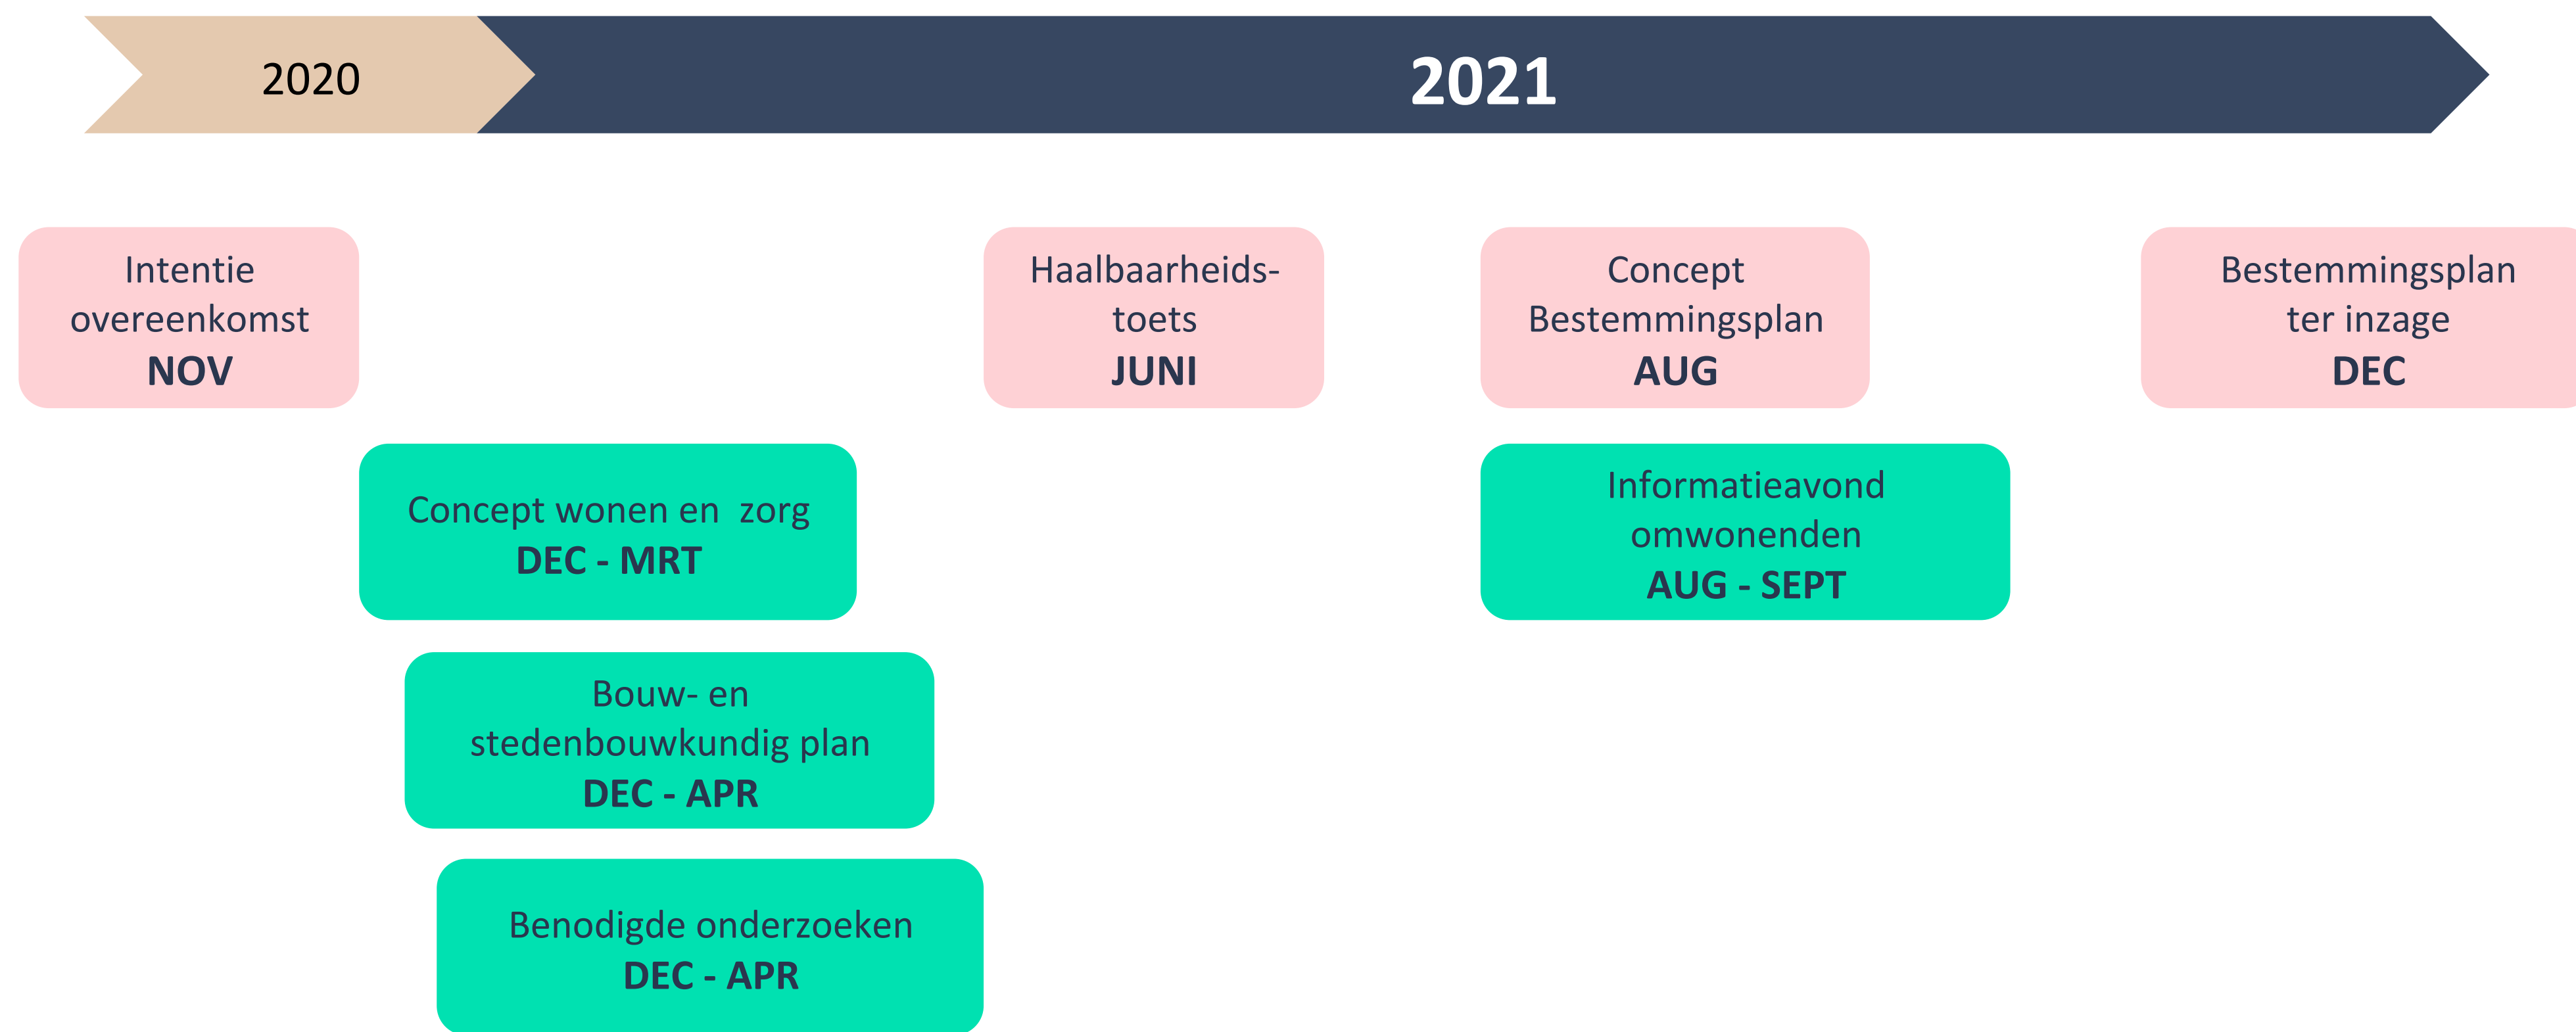 2020
2021
Intentie
overeenkomst
NOV
Haalbaarheids-
toets
JUNI
Concept
Bestemmingsplan
AUG
Bestemmingsplan
ter inzage
DEC
Concept wonen en  zorg
DEC - MRT
Informatieavond
omwonenden
AUG - SEPT
Bouw- en
stedenbouwkundig plan
DEC - APR
Benodigde onderzoeken
DEC - APR